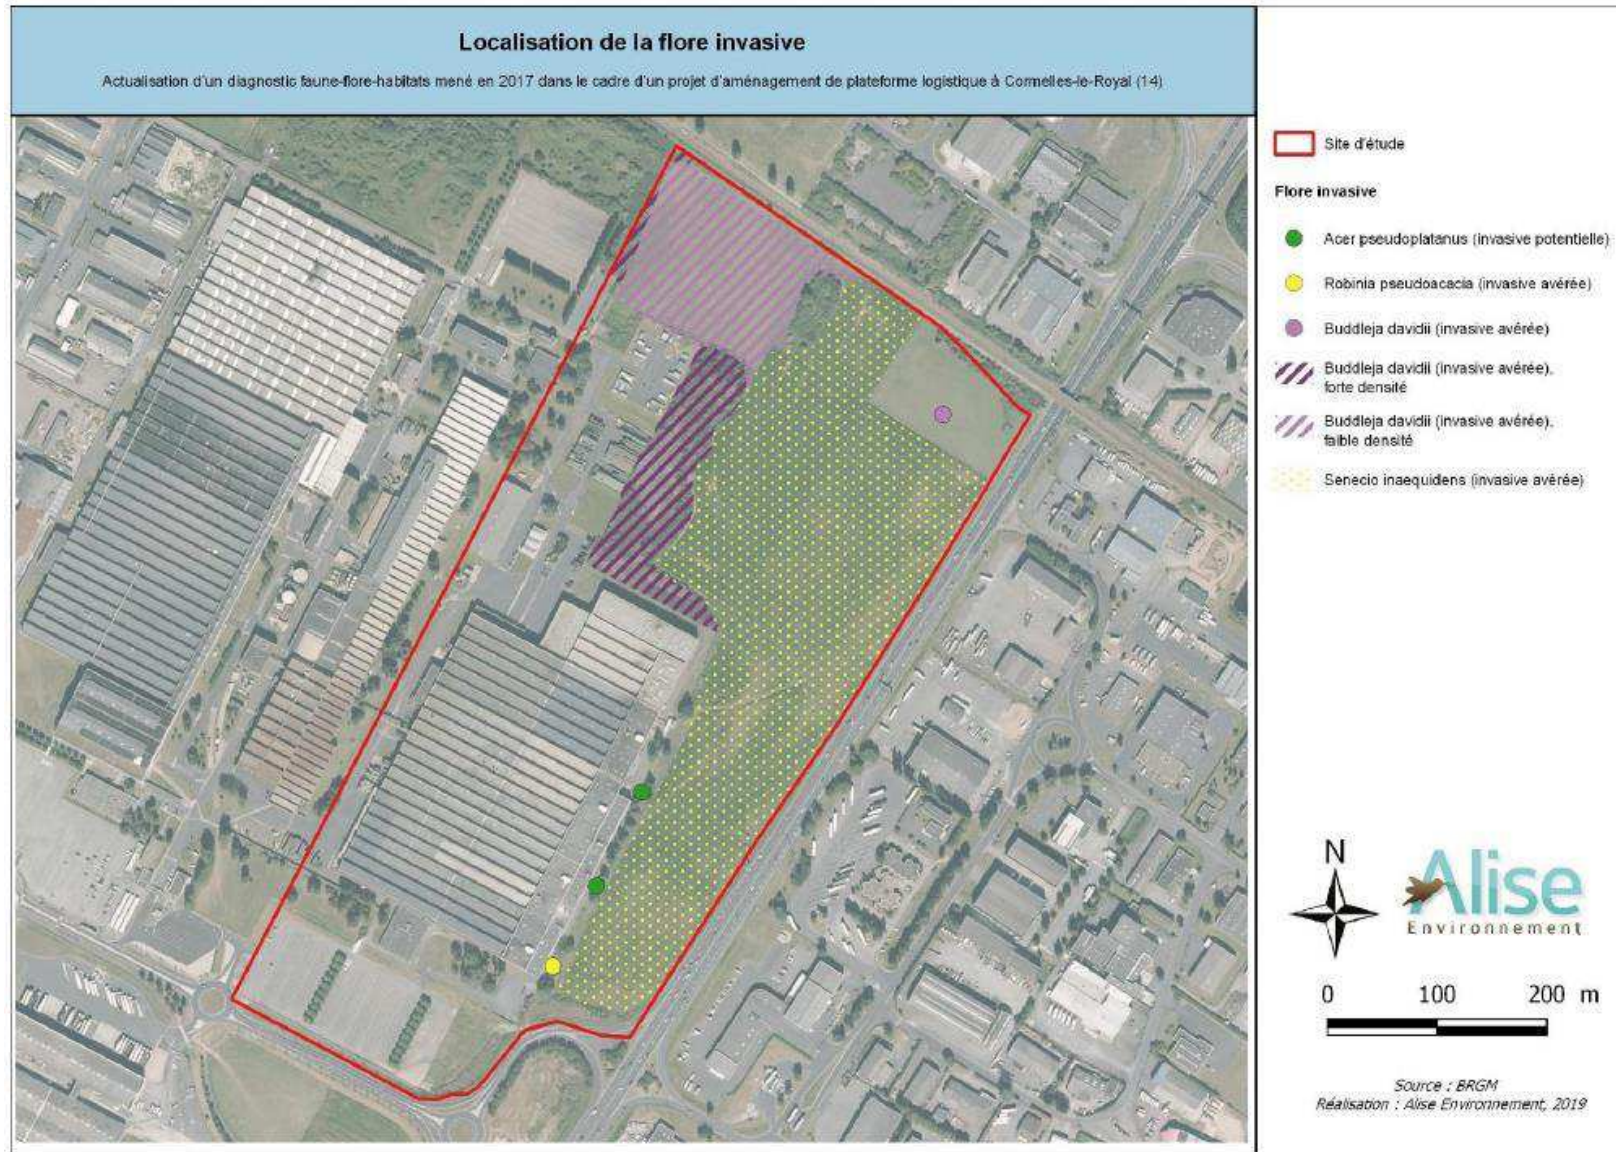 Localisation de la flore invasive
Actualisation d'un diagnostic faune-flore-habitats mené en 2017 dans le cadre d'un projet d'aménagement de plateforme logistique à Cormelles-le-Royal (14)
Site d'étude
Flore invasive
Acer pseudoplatanus (invasive potentielle)
Robinia pseudoacacia (invasive avérée)
Buddleja davidii (invasive avérée)
Buddleja davidii (invasive avérée),
forte densité
Buddleja davidii (invasive avérée),
faible densité
Senecio inaequidens (invasive avérée)
N
Alise
Environnement
0 100 200 m
Source : BRGM
Réalisation : Alise Environnement, 2019